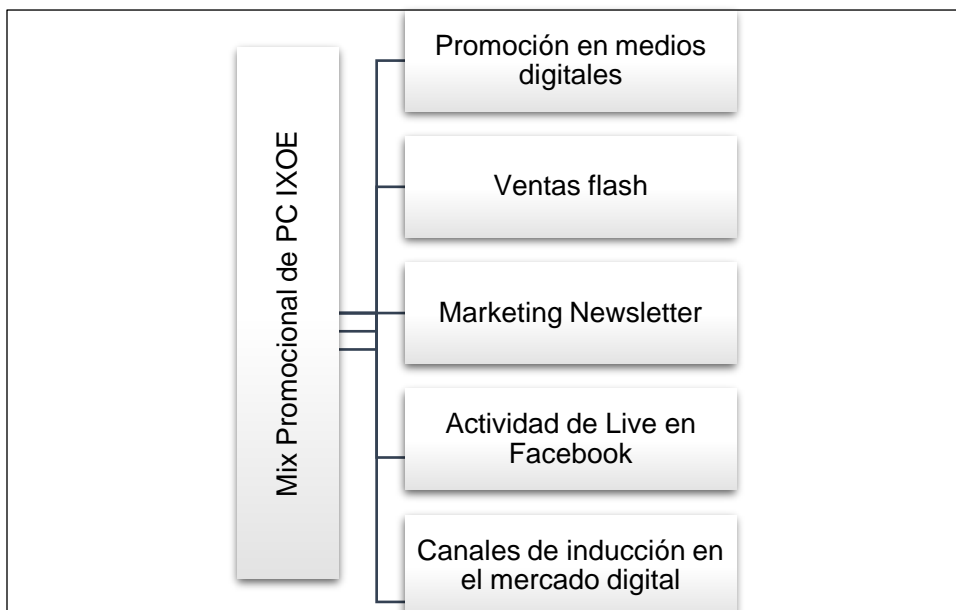 Mix Promocional de PC IXOE
Promoción en medios
digitales
Ventas flash
Marketing Newsletter
Actividad de Live en
Facebook
Canales de inducción en
el mercado digital